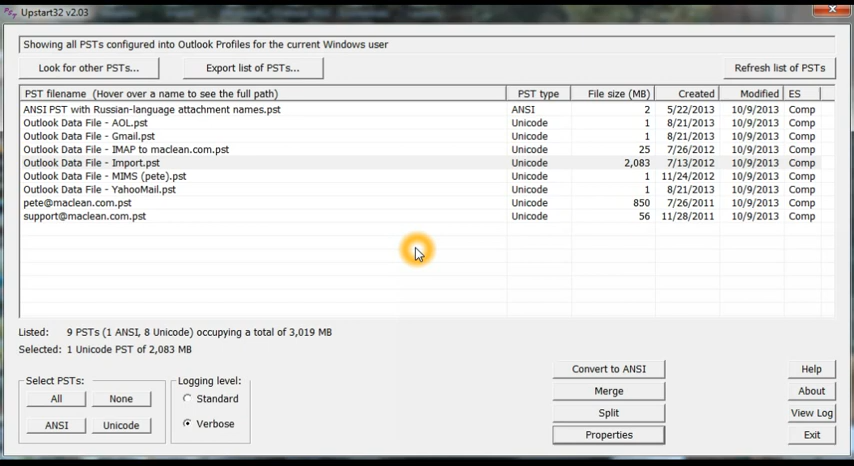 Upstart32 v2.03
Showing all PSTs configured into Outlook Profiles for the current Windows user
Look for other PSTs... Export list of PSTs... Refresh list of PSTs
PST filename (Hover over a name to see the full path) PST type File size (MB) Created Modified ES
ANSI PST with Russian-language attachment names.pst ANSI 2 5/22/2013 10/9/2013 Comp
Outlook Data File - AOL.pst Unicode 1 8/21/2013 10/9/2013 Comp
Outlook Data File - Gmail.pst Unicode 1 8/21/2013 10/9/2013 Comp
Outlook Data File - IMAP to maclean.com.pst Unicode 25 7/26/2012 10/9/2013 Comp
Outlook Data File - Import.pst Unicode 2,083 7/13/2012 10/9/2013 Comp
Outlook Data File - MIMS (pete).pst Unicode 1 11/24/2012 10/9/2013 Comp
Outlook Data File - YahooMail.pst Unicode 1 8/21/2013 10/9/2013 Comp
pete@maclean.com.pst Unicode 850 7/26/2011 10/9/2013 Comp
support@maclean.com.pst Unicode 56 11/28/2011 10/9/2013 Comp
Listed: 9 PSTs (1 ANSI, 8 Unicode) occupying a total of 3,019 MB
Selected: 1 Unicode PST of 2,083 MB
Convert to ANSI Help
Select PSTs: Logging level:
Merge About
All None Standard
Split View Log
ANSI Unicode Verbose
Properties Exit